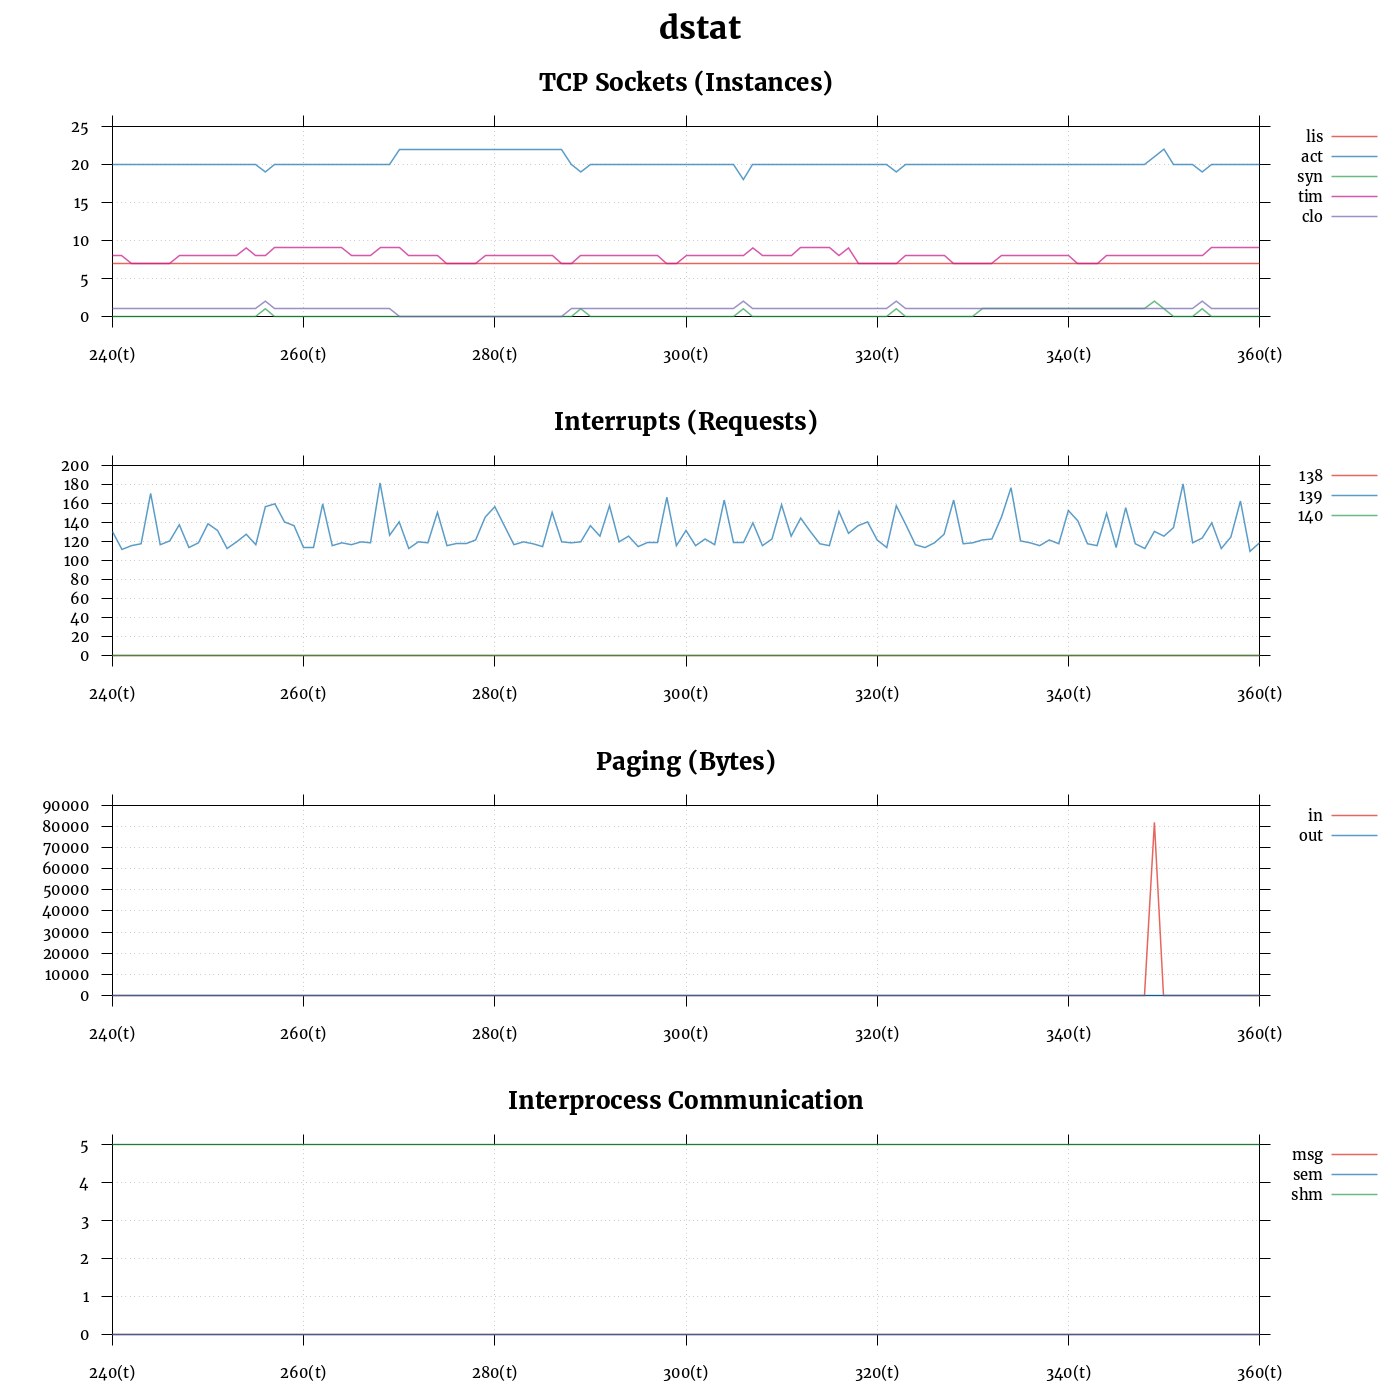 dstat
TCP Sockets (Instances)
25
20
15
10
5
0
240(t) 260(t) 280(t) 300(t) 320(t) 340(t) 360(t)
lis
act
syn
tim
clo
Interrupts (Requests)
200
180
160
140
120
100
80
60
40
20
0
240(t) 260(t) 280(t) 300(t) 320(t) 340(t) 360(t)
138
139
140
Paging (Bytes)
90000
80000
70000
60000
50000
40000
30000
20000
10000
0
240(t) 260(t) 280(t) 300(t) 320(t) 340(t) 360(t)
in
out
Interprocess Communication
5
4
3
2
1
0
240(t) 260(t) 280(t) 300(t) 320(t) 340(t) 360(t)
msg
sem
shm